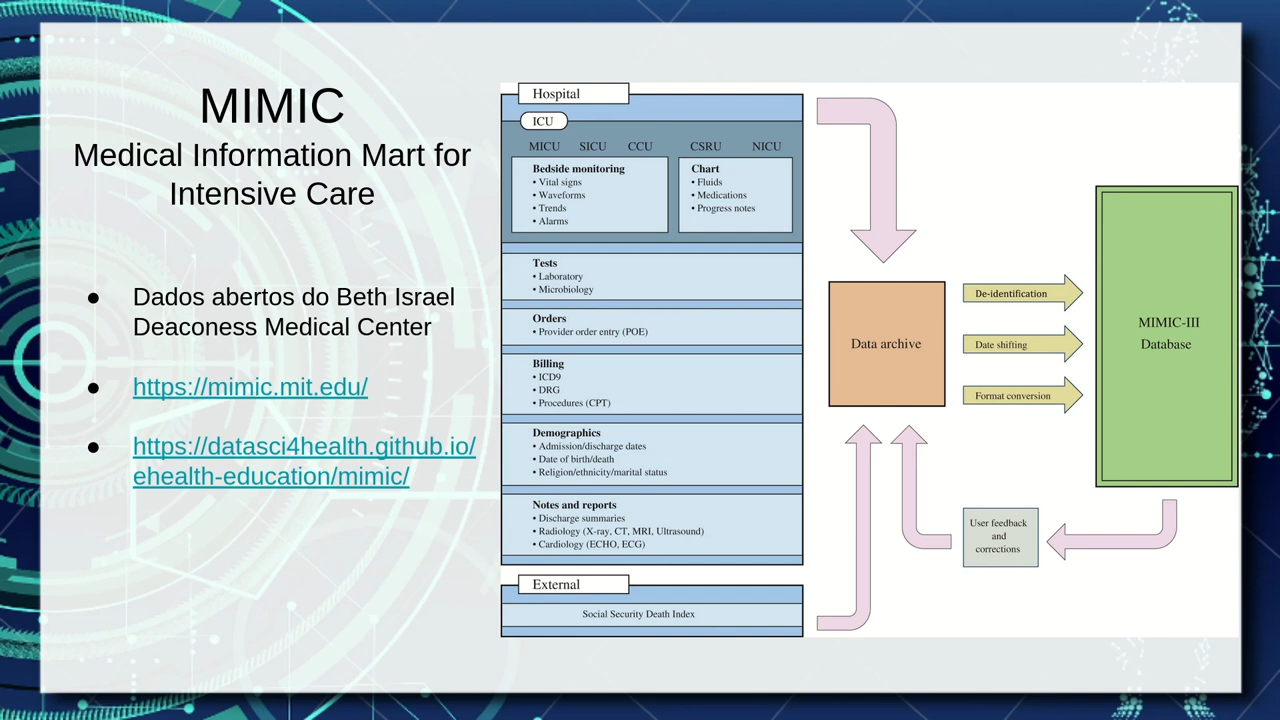 MIMIC
Medical Information Mart for
Intensive Care
● Dados abertos do Beth Israel
Deaconess Medical Center
● https://mimic.mit.edu/
● https://datasci4health.github.io/
ehealth-education/mimic/
Hospital
ICU
MICU SICU CCU CSRU NICU
Bedside monitoring
• Vital signs
• Waveforms
• Trends
• Alarms
Chart
• Fluids
• Medications
• Progress notes
Tests
• Laboratory
• Microbiology
Orders
• Provider order entry (POE)
Billing
• ICD9
• DRG
• Procedures (CPT)
Demographics
• Admission/discharge dates
• Date of birth/death
• Religion/ethnicity/marital status
Notes and reports
• Discharge summaries
• Radiology (X-ray, CT, MRI, Ultrasound)
• Cardiology (ECHO, ECG)
External
Social Security Death Index
Data archive
De-identification
Date shifting
Format conversion
MIMIC-III
Database
User feedback
and
corrections